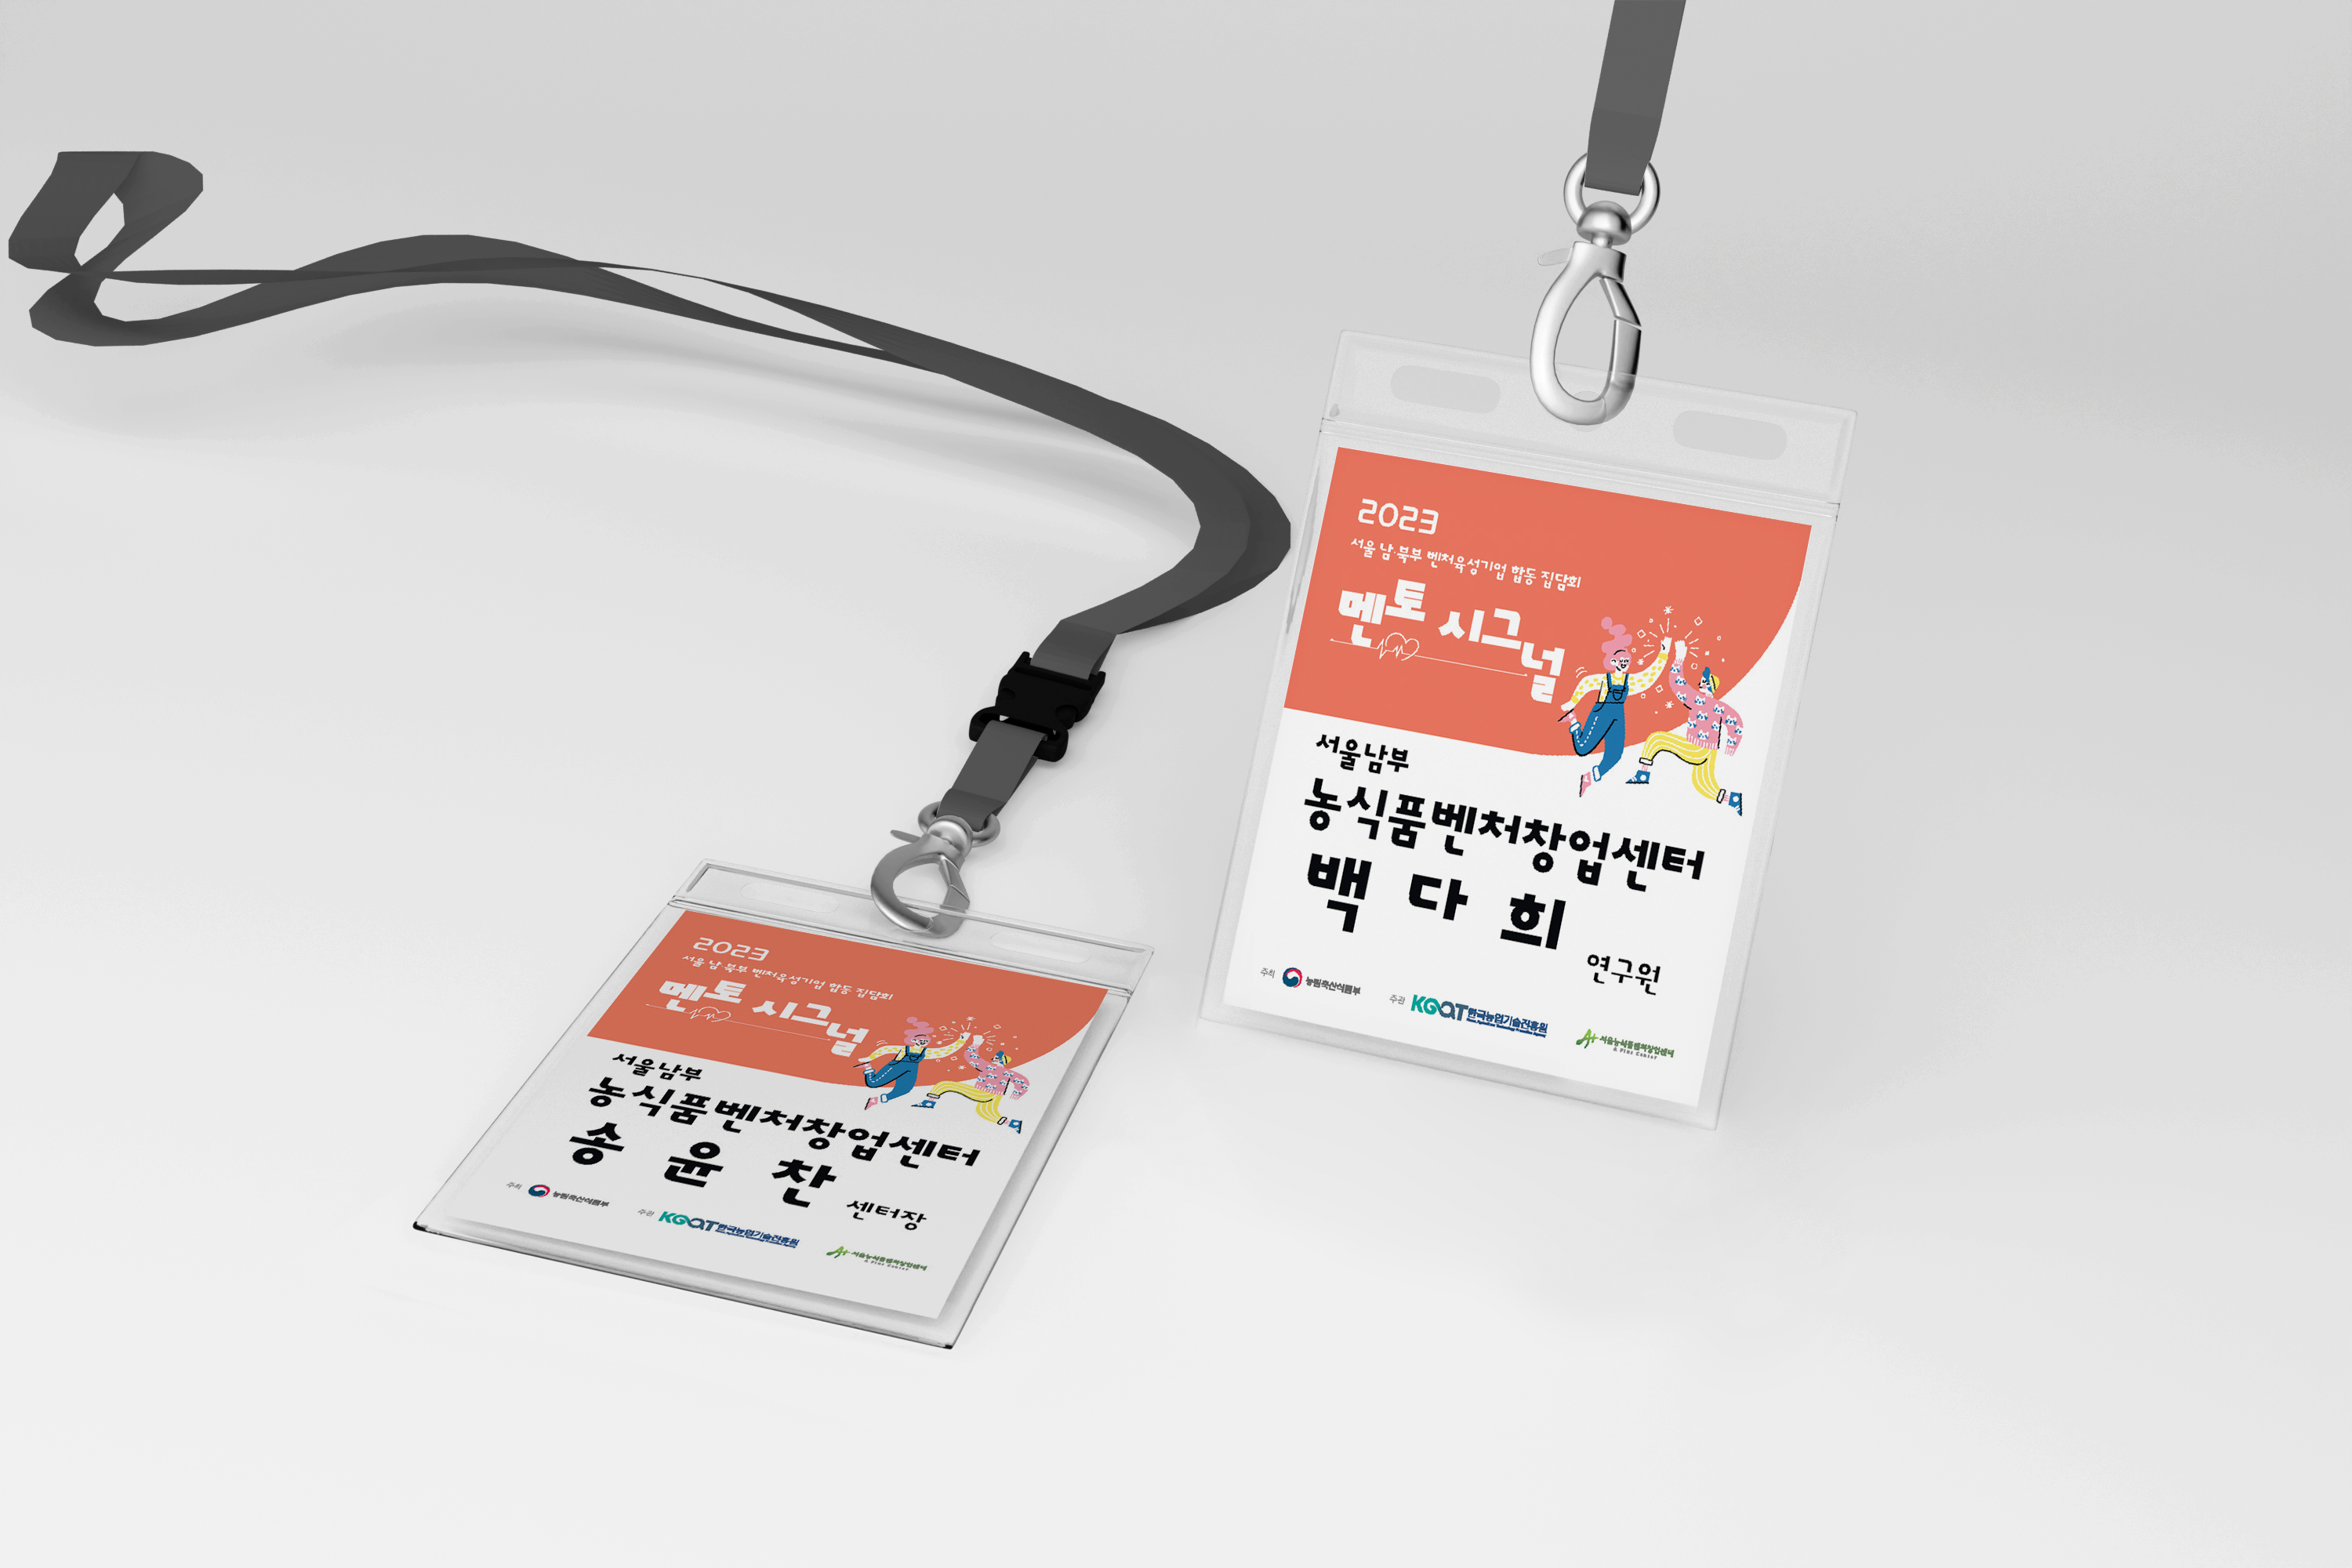 2023
서울 남·북부 벤처육성기업 합동 집담회
멘토 시그널
서울남부
농식품벤처창업센터
백다희 연구원
주최 농림축산식품부
주관 KOAT 한국농업기술진흥원
A+ 서울농식품벤처창업센터
A Plus Center
2023
서울 남·북부 벤처육성기업 합동 집담회
멘토 시그널
서울남부
농식품벤처창업센터
송윤찬 센터장
주최 농림축산식품부
주관 KOAT 한국농업기술진흥원
A+ 서울농식품벤처창업센터
A Plus Center